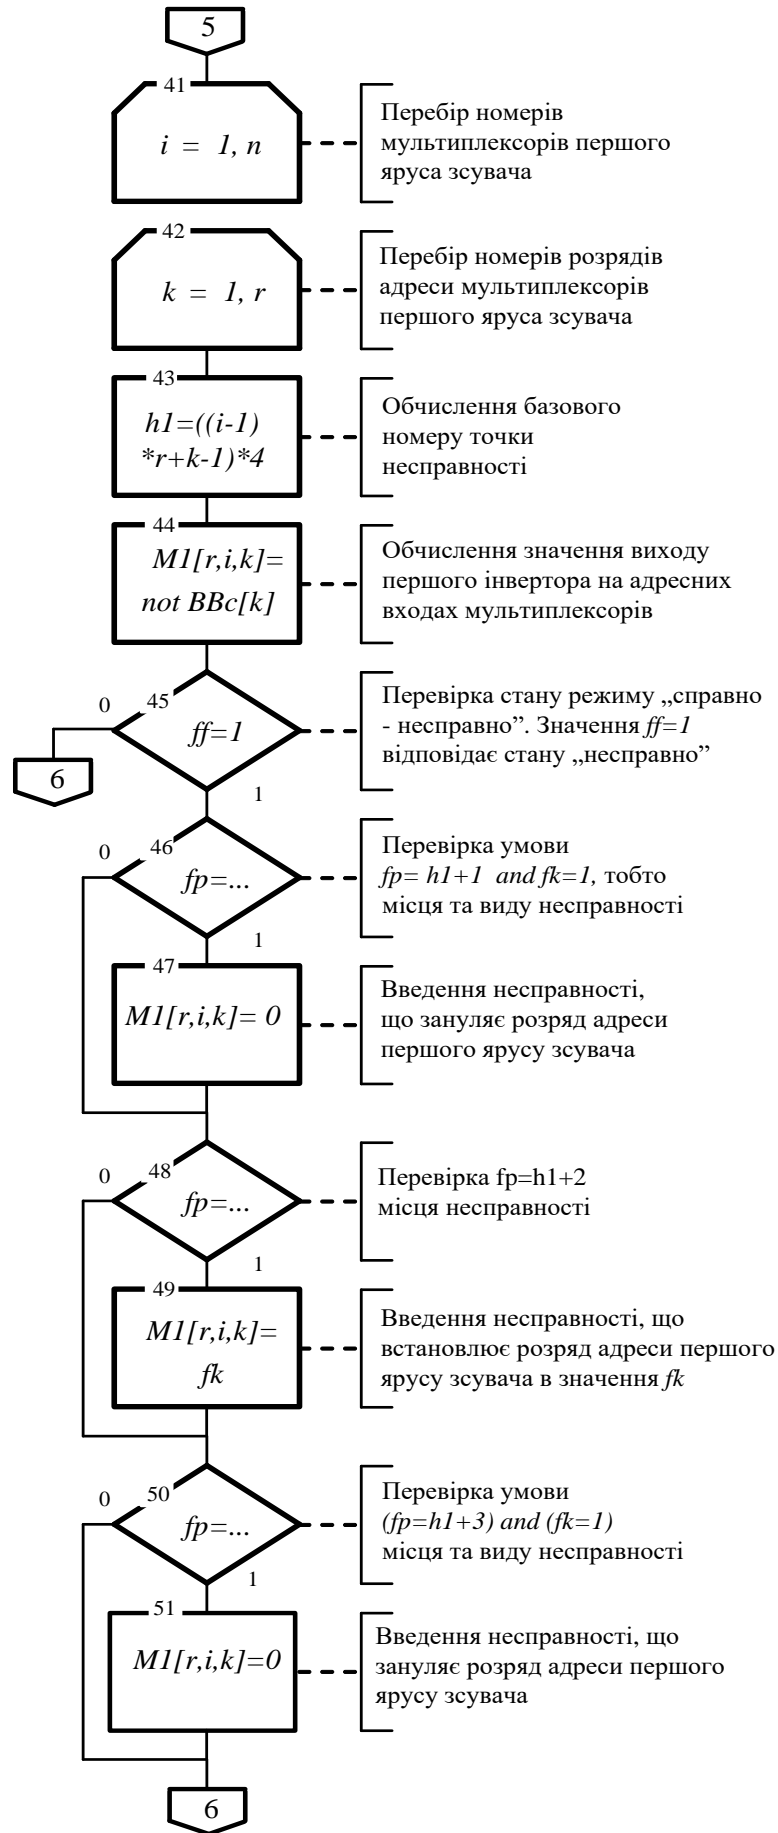 5
41
i = 1, n
Перебір номерів
мультиплексорів першого
яруса зсувача
42
k = 1, r
Перебір номерів розрядів
адреси мультиплексорів
першого яруса зсувача
43
h1=((i-1)
*r+k-1)*4
Обчислення базового
номеру точки
несправності
44
M1[r,i,k]=
not BBc[k]
Обчислення значення виходу
першого інвертора на адресних
входах мультиплексорів
0
45
ff=1
1
6
Перевірка стану режиму „справно
- несправно”. Значення ff=1
відповідає стану „несправно”
0
46
fp=...
1
Перевірка умови
fp= h1+1 and fk=1, тобто
місця та виду несправності
47
M1[r,i,k]= 0
Введення несправності,
що зануляє розряд адреси
першого ярусу зсувача
0
48
fp=...
1
Перевірка fp=h1+2
місця несправності
49
M1[r,i,k]=
fk
Введення несправності, що
встановлює розряд адреси першого
ярусу зсувача в значення fk
0
50
fp=...
1
Перевірка умови
(fp=h1+3) and (fk=1)
місця та виду несправності
51
M1[r,i,k]=0
Введення несправності, що
зануляє розряд адреси першого
ярусу зсувача
6